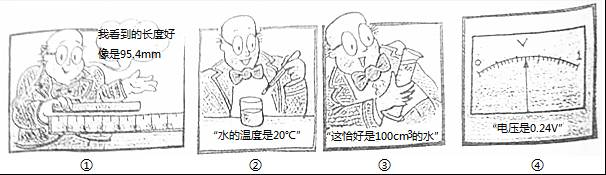 我看到的长度好
像是95.4mm
“水的温度是20℃”
“这恰好是100cm³的水”
V
0
1
“电压是0.24V”
①
②
③
④